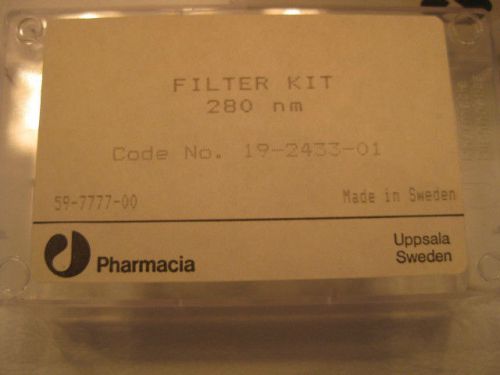 FILTER KIT
280 nm
Code No. 19-2433-01
59-7777-00 Made in Sweden
Pharmacia Uppsala
Sweden